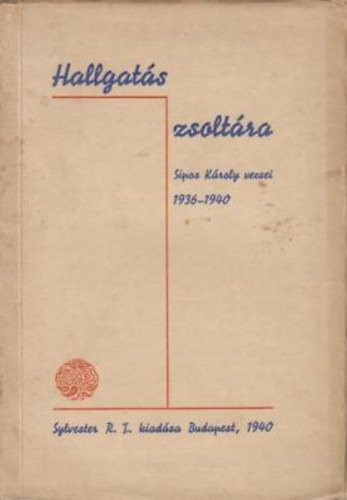 Hallgatás
zsoltára
Sipos Károly versei
1936-1940
Sylvester R. T. kiadása Budapest, 1940